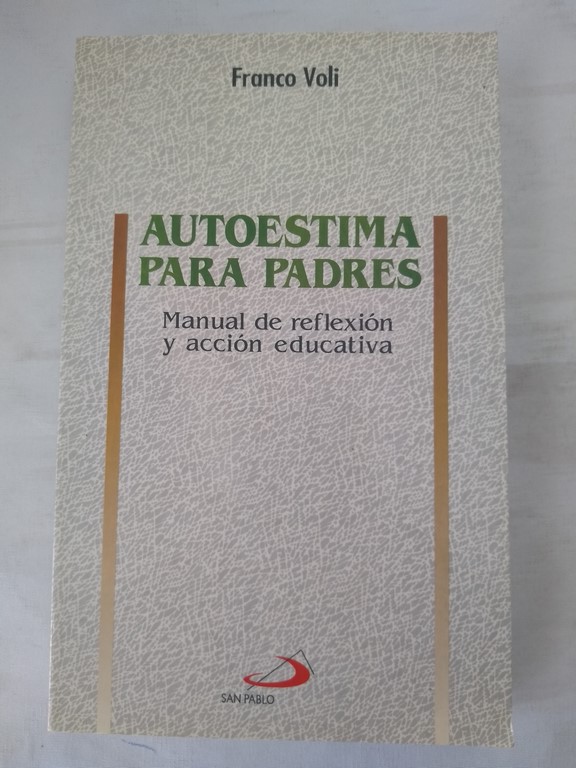 Franco Voli
AUTOESTIMA
PARA PADRES
Manual de reflexión
y acción educativa
SAN PABLO